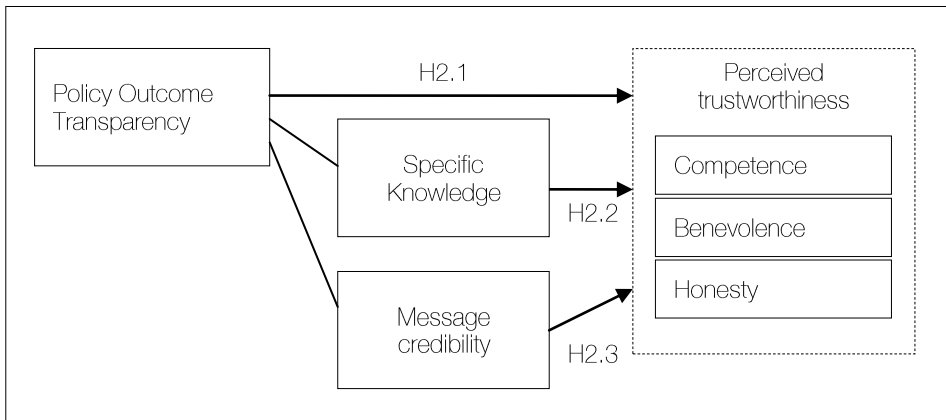 H2.1
Policy Outcome
Transparency
Perceived
trustworthiness
Specific
Knowledge
H2.2
Competence
Benevolence
Honesty
Message
credibility
H2.3